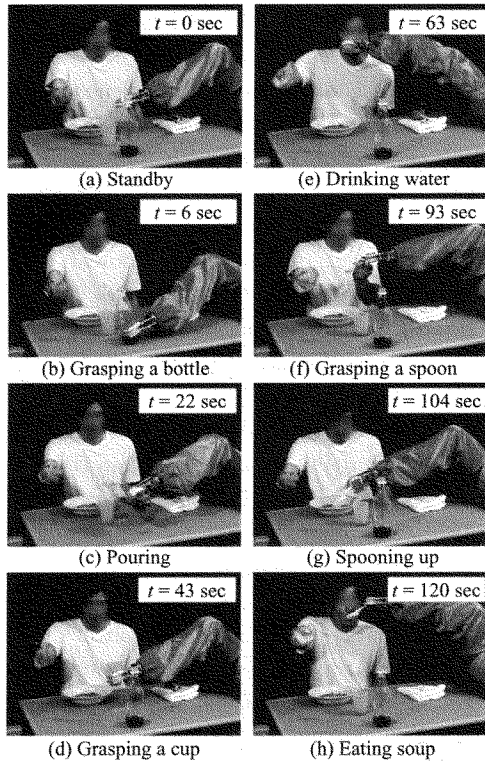 t = 0 sec
(a) Standby
t = 6 sec
(b) Grasping a bottle
t = 22 sec
(c) Pouring
t = 43 sec
(d) Grasping a cup
t = 63 sec
(e) Drinking water
t = 93 sec
(f) Grasping a spoon
t = 104 sec
(g) Spooning up
t = 120 sec
(h) Eating soup